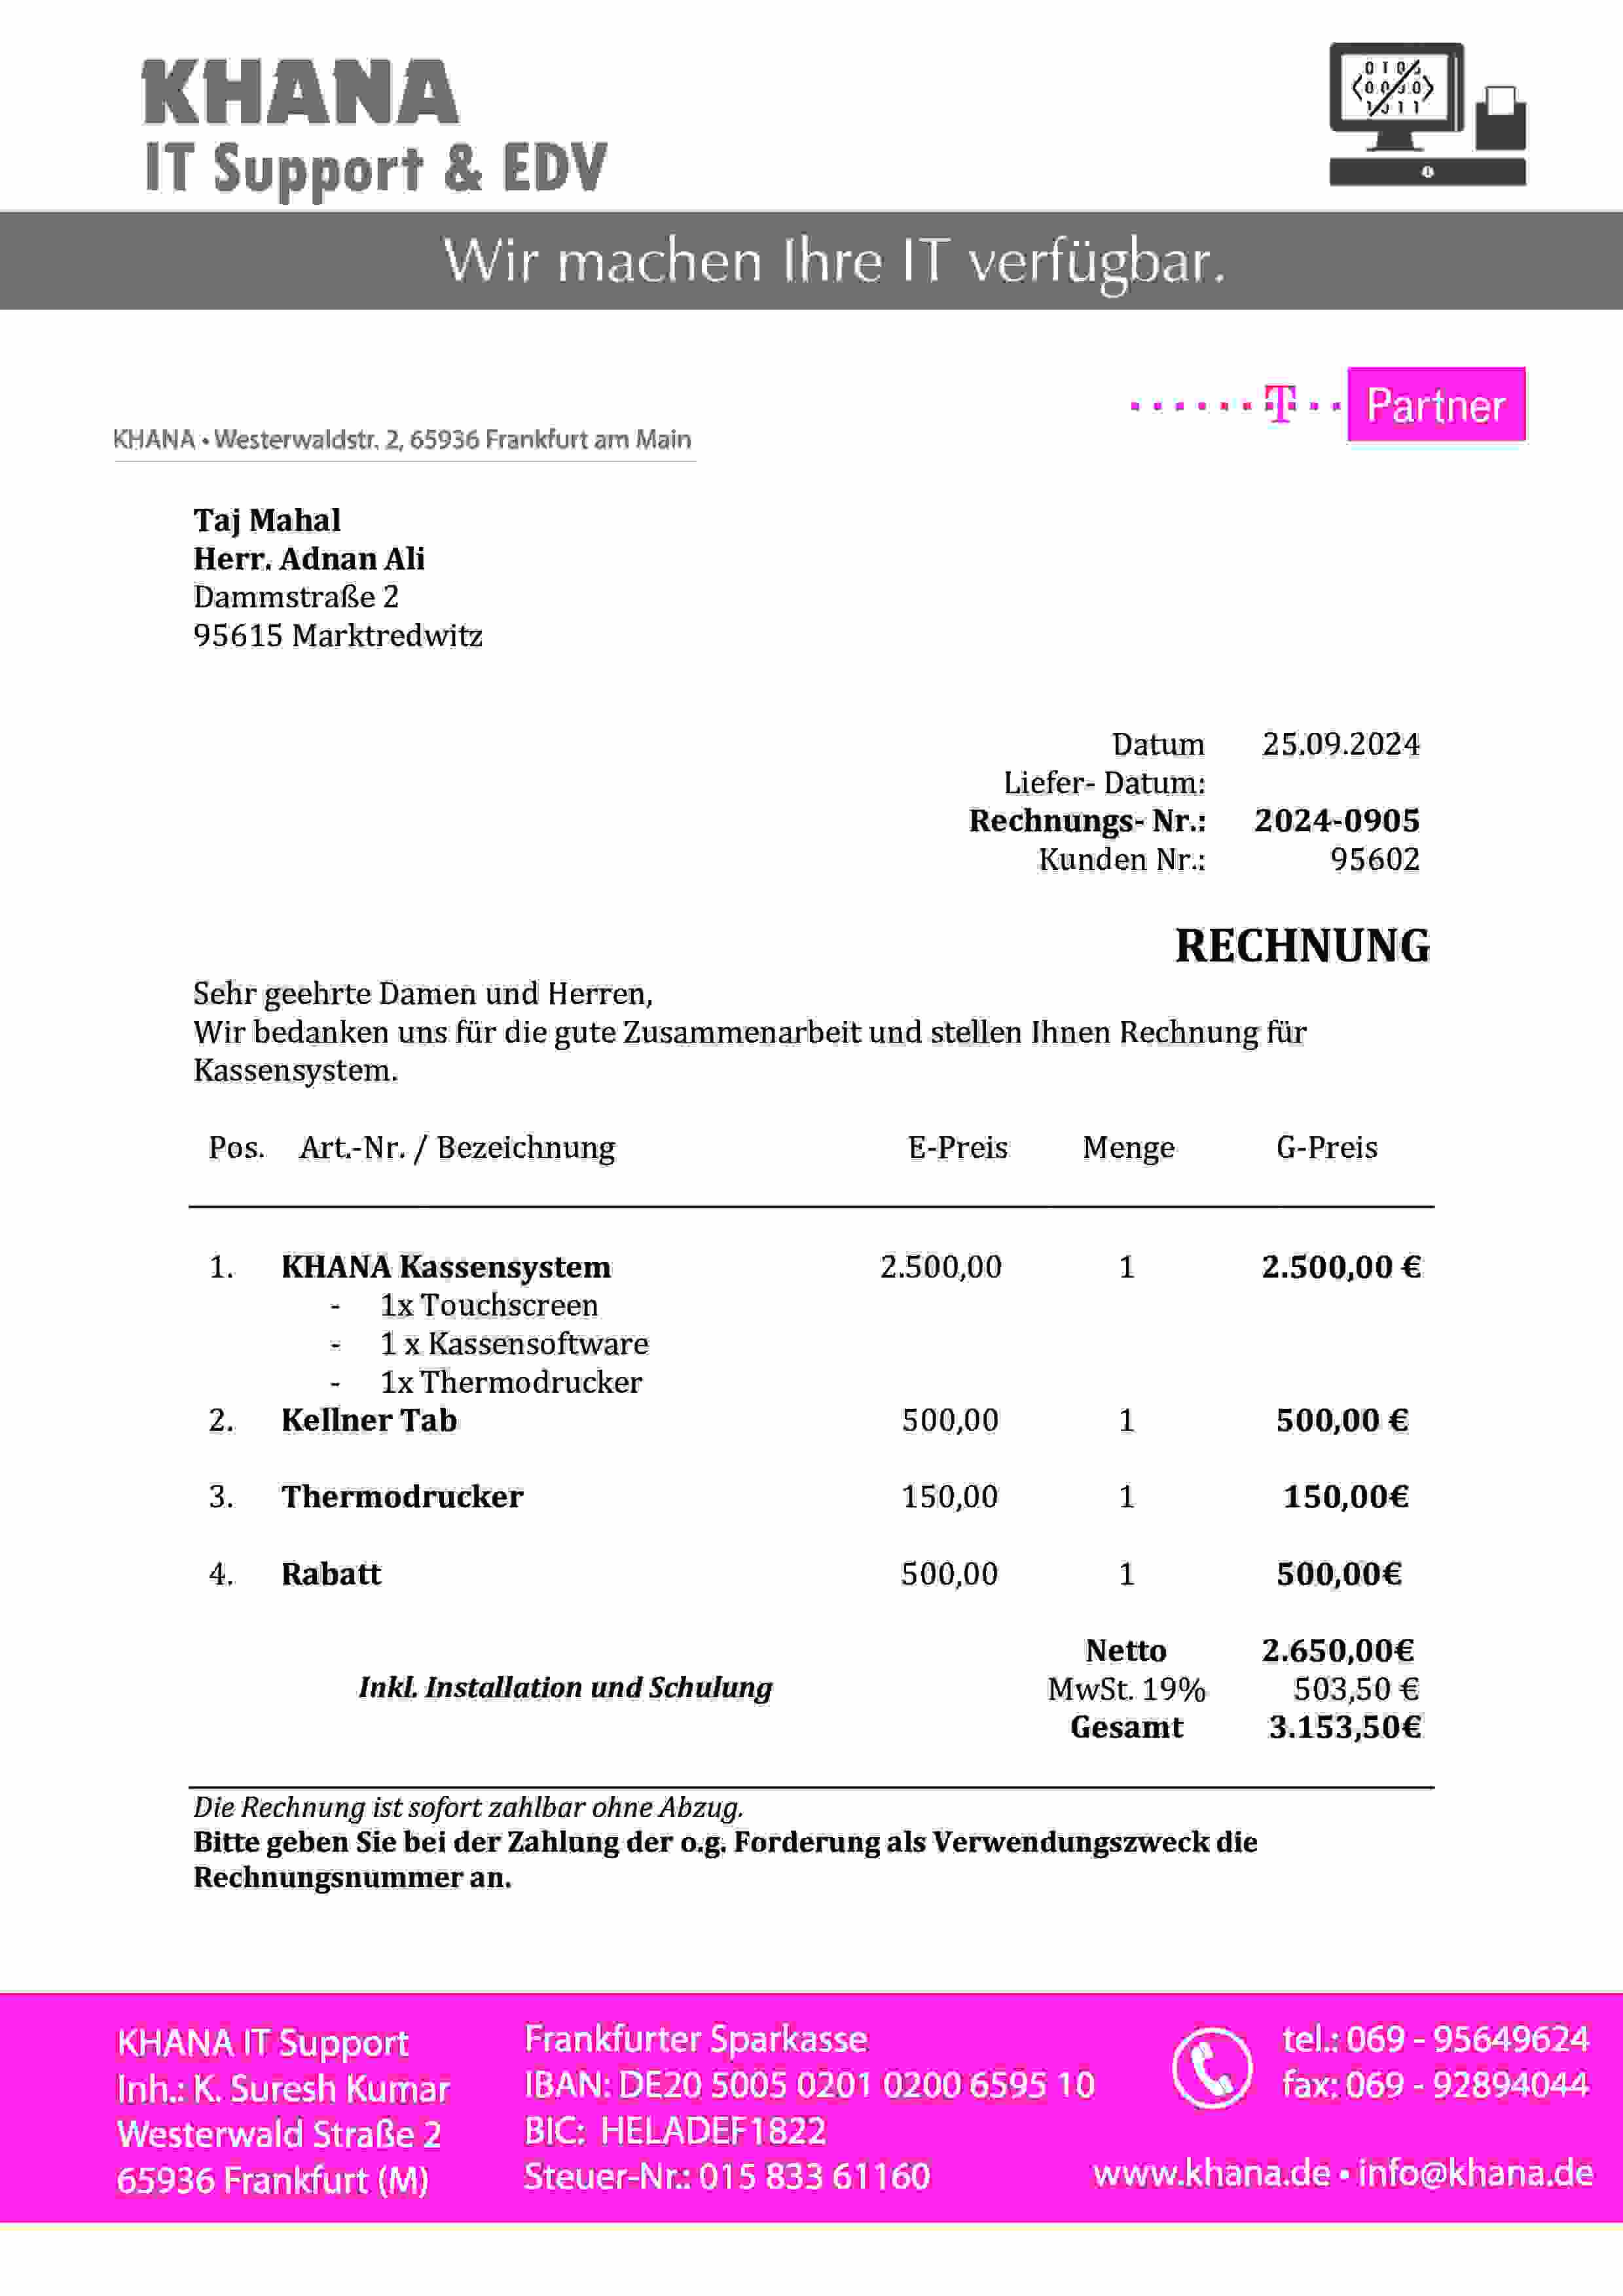 KHANA
IT Support & EDV
Wir machen Ihre IT verfügbar.
T Partner
KHANA • Westerwaldstr. 2, 65936 Frankfurt am Main
Taj Mahal
Herr. Adnan Ali
Dammstraße 2
95615 Marktredwitz
Datum 25.09.2024
Liefer- Datum:
Rechnungs- Nr.: 2024-0905
Kunden Nr.: 95602
RECHNUNG
Sehr geehrte Damen und Herren,
Wir bedanken uns für die gute Zusammenarbeit und stellen Ihnen Rechnung für
Kassensystem.
Pos. Art.-Nr. / Bezeichnung E-Preis Menge G-Preis
1. KHANA Kassensystem 2.500,00 1 2.500,00 €
- 1x Touchscreen
- 1 x Kassensoftware
- 1x Thermodrucker
2. Kellner Tab 500,00 1 500,00 €
3. Thermodrucker 150,00 1 150,00€
4. Rabatt 500,00 1 500,00€
Netto 2.650,00€
Inkl. Installation und Schulung MwSt. 19% 503,50 €
Gesamt 3.153,50€
Die Rechnung ist sofort zahlbar ohne Abzug.
Bitte geben Sie bei der Zahlung der o.g. Forderung als Verwendungszweck die
Rechnungsnummer an.
KHANA IT Support
Inh.: K. Suresh Kumar
Westerwald Straße 2
65936 Frankfurt (M)
Frankfurter Sparkasse
IBAN: DE20 5005 0201 0200 6595 10
BIC: HELADEF1822
Steuer-Nr.: 015 833 61160
tel.: 069 - 95649624
fax: 069 - 92894044
www.khana.de • info@khana.de